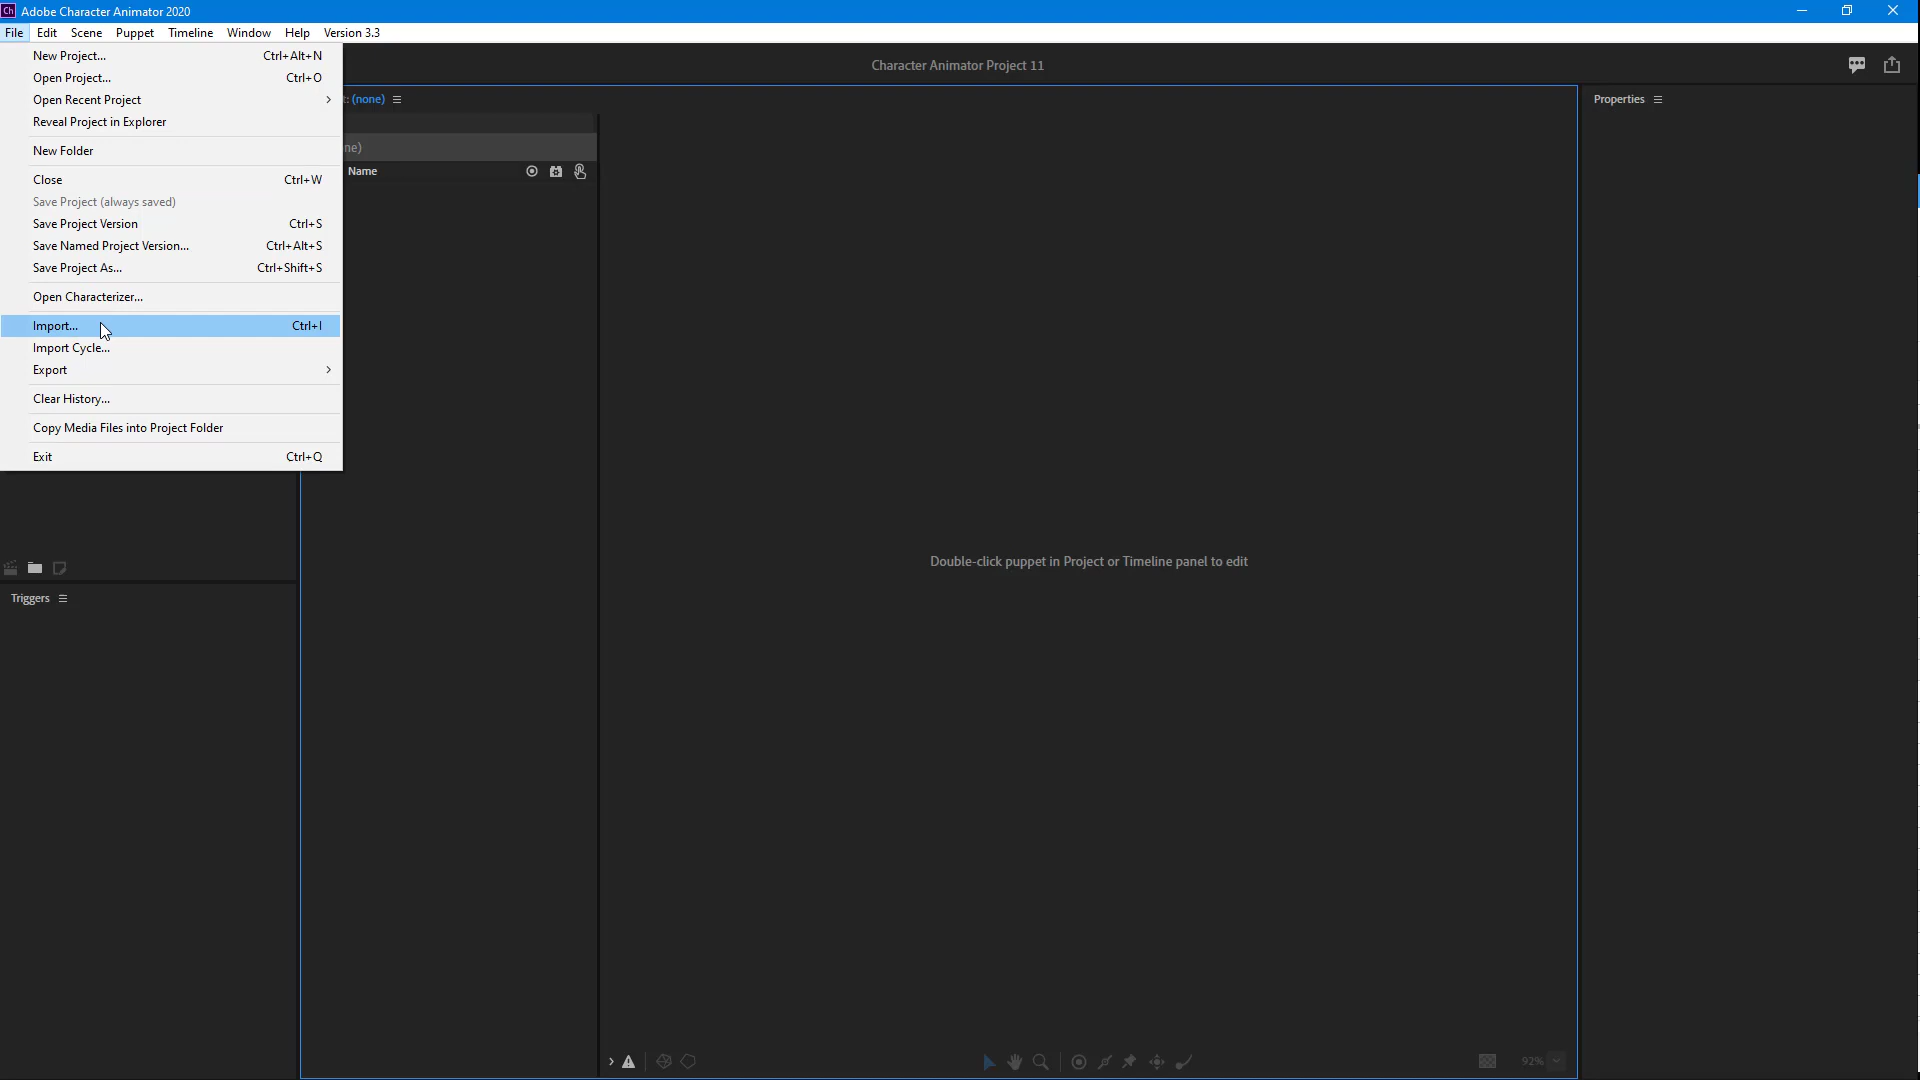 Ch Adobe Character Animator 2020
File Edit Scene Puppet Timeline Window Help Version 3.3
New Project... Ctrl+Alt+N
Open Project... Ctrl+O
Open Recent Project
Reveal Project in Explorer
New Folder
Close Ctrl+W
Save Project (always saved)
Save Project Version Ctrl+S
Save Named Project Version... Ctrl+Alt+S
Save Project As... Ctrl+Shift+S
Open Characterizer...
Import... Ctrl+I
Import Cycle...
Export
Clear History...
Copy Media Files into Project Folder
Exit Ctrl+Q
Character Animator Project 11
t: (none)
ne)
Name
Properties
Double-click puppet in Project or Timeline panel to edit
Triggers
92%